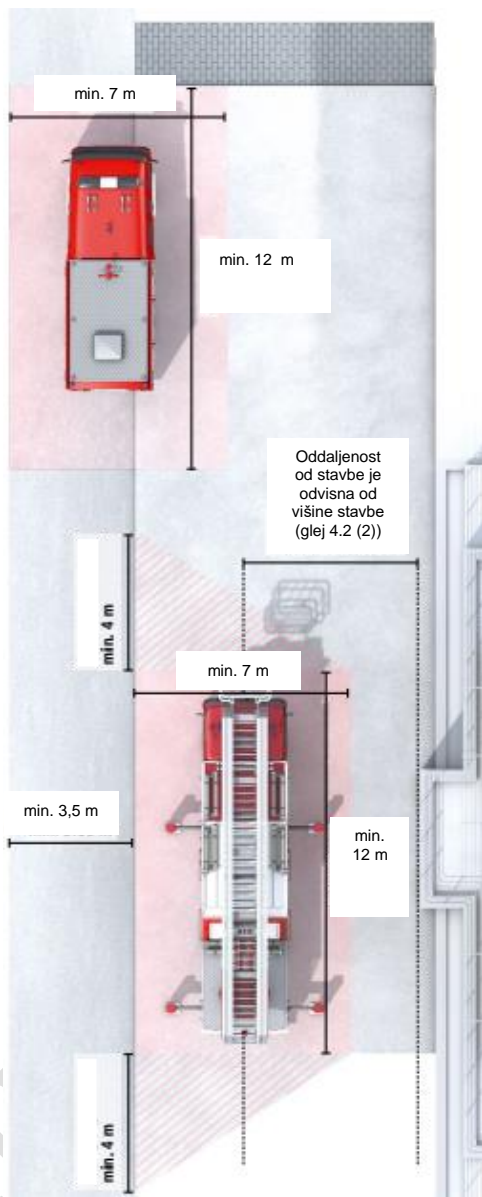 min. 7 m
min. 12 m
Oddaljenost
od stavbe je
odvisna od
višine stavbe
(glej 4.2 (2))
min. 4 m
min. 7 m
min. 3,5 m
min.
12 m
min. 4 m